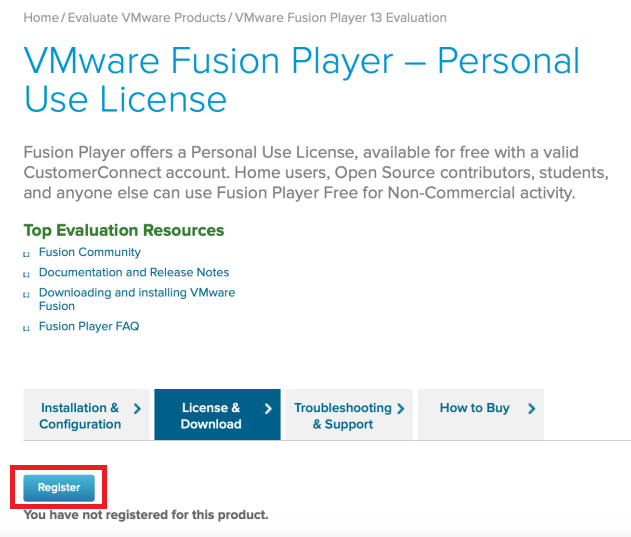 Home / Evaluate VMware Products / VMware Fusion Player 13 Evaluation
VMware Fusion Player – Personal
Use License
Fusion Player offers a Personal Use License, available for free with a valid
CustomerConnect account. Home users, Open Source contributors, students,
and anyone else can use Fusion Player Free for Non-Commercial activity.
Top Evaluation Resources
Fusion Community
Documentation and Release Notes
Downloading and installing VMware
Fusion
Fusion Player FAQ
Installation &
Configuration
License &
Download
Troubleshooting
& Support
How to Buy
Register
You have not registered for this product.